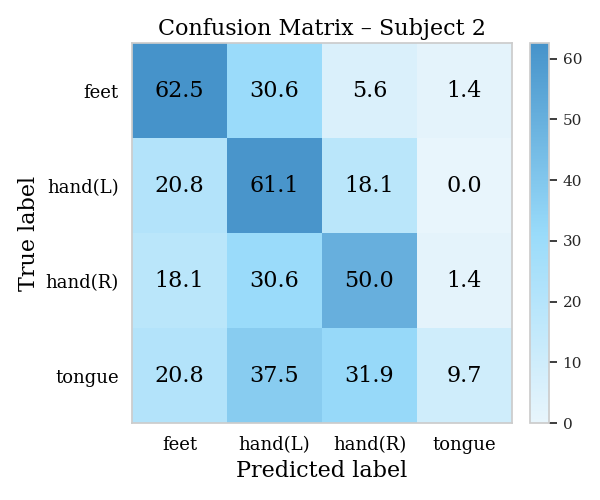 Confusion Matrix – Subject 2
feet 62.5 30.6 5.6 1.4
hand(L) 20.8 61.1 18.1 0.0
hand(R) 18.1 30.6 50.0 1.4
tongue 20.8 37.5 31.9 9.7
feet hand(L) hand(R) tongue
Predicted label
True label
60
50
40
30
20
10
0